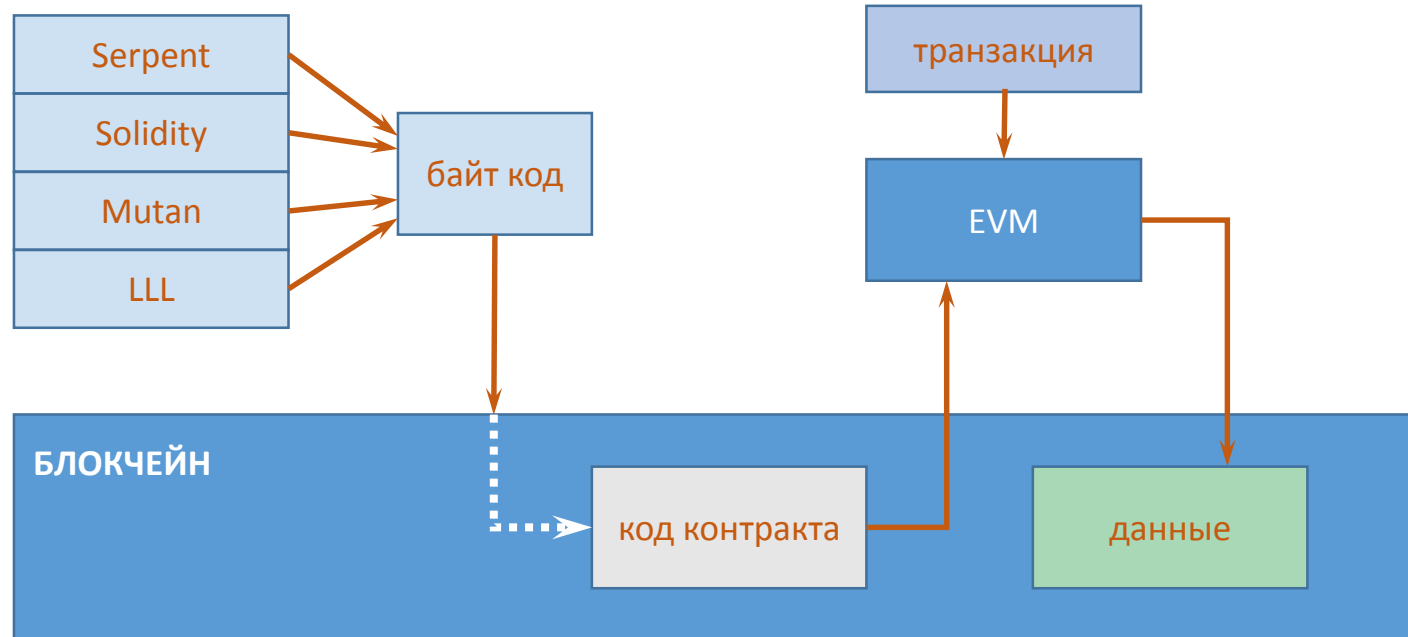 Serpent
Solidity
Mutan
LLL
байт код
транзакция
EVM
БЛОКЧЕЙН
код контракта
данные